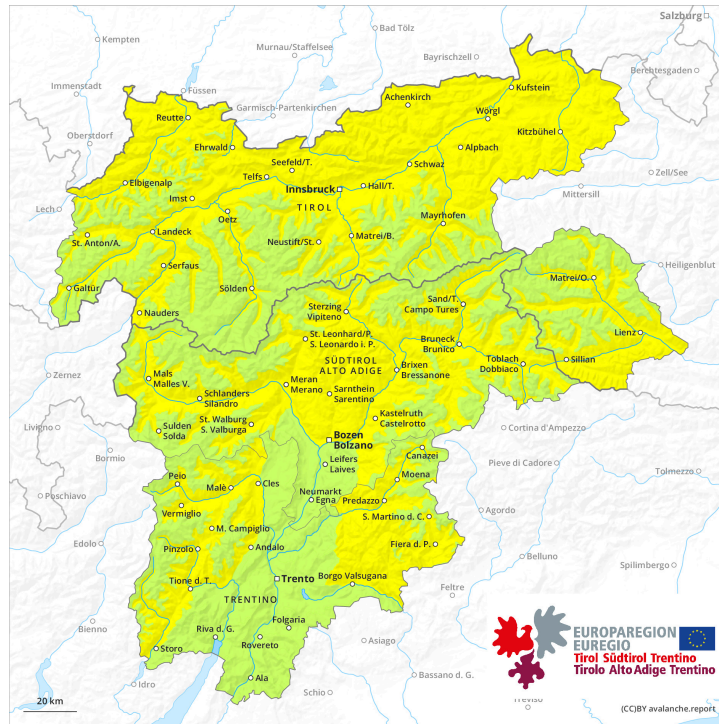 Salzburg
Bad Tölz
Kempten
Murnau/Staffelsee
Bayrischzell
Berchtesgaden
Immenstadt
Füssen
Kufstein
Achenkirch
Garmisch-Partenkirchen
Reutte
Wörgl
Oberstdorf
Ehrwald
Kitzbühel
Alpbach
Seefeld/T.
Schwaz
Zell/See
Telfs
Elbigenalp
Innsbruck
Hall/T.
Mittersill
Imst
Lech
TIROL
Oetz
Mayrhofen
Landeck
St. Anton/A.
Neustift/St.
Matrei/B.
Heiligenblut
Serfaus
Matrei/O.
Galtür
Sölden
Sand/T.
Campo Tures
Nauders
Sterzing
Vipiteno
Lienz
St. Leonhard/P.
S. Leonardo i. P.
Bruneck
Brunico
Toblach
Dobbiaco
Sillian
SÜDTIROL
ALTO ADIGE
Brixen
Bressanone
Zernez
Mals
Malles V.
Meran
Merano
Sarnthein
Sarentino
Schlanders
Silandro
Kastelruth
Castelrotto
St. Walburg
S. Valburga
Livigno
Sulden
Solda
Cortina d'Ampezzo
Bozen
Bolzano
Bormio
Canazei
Leifers
Laives
Pieve di Cadore
Tolmezzo
Moena
Peio
Malè
Cles
Neumarkt
Egna
Predazzo
Poschiavo
Vermiglio
Agordo
S. Martino d. C.
M. Campiglio
Edolo
Pinzolo
Andalo
Fiera d. P.
Belluno
Spilimbergo
Tione d. T.
Trento
Borgo Valsugana
Feltre
TRENTINO
Folgaria
Bienno
Riva d. G.
Rovereto
Asiago
Storo
Ala
Bassano d. G.
Idro
Schio
Treviso
EUROPAREGION
EUREGIO
Tirol Südtirol Trentino
Tirolo Alto Adige Trentino
20 km
(CC)BY avalanche.report